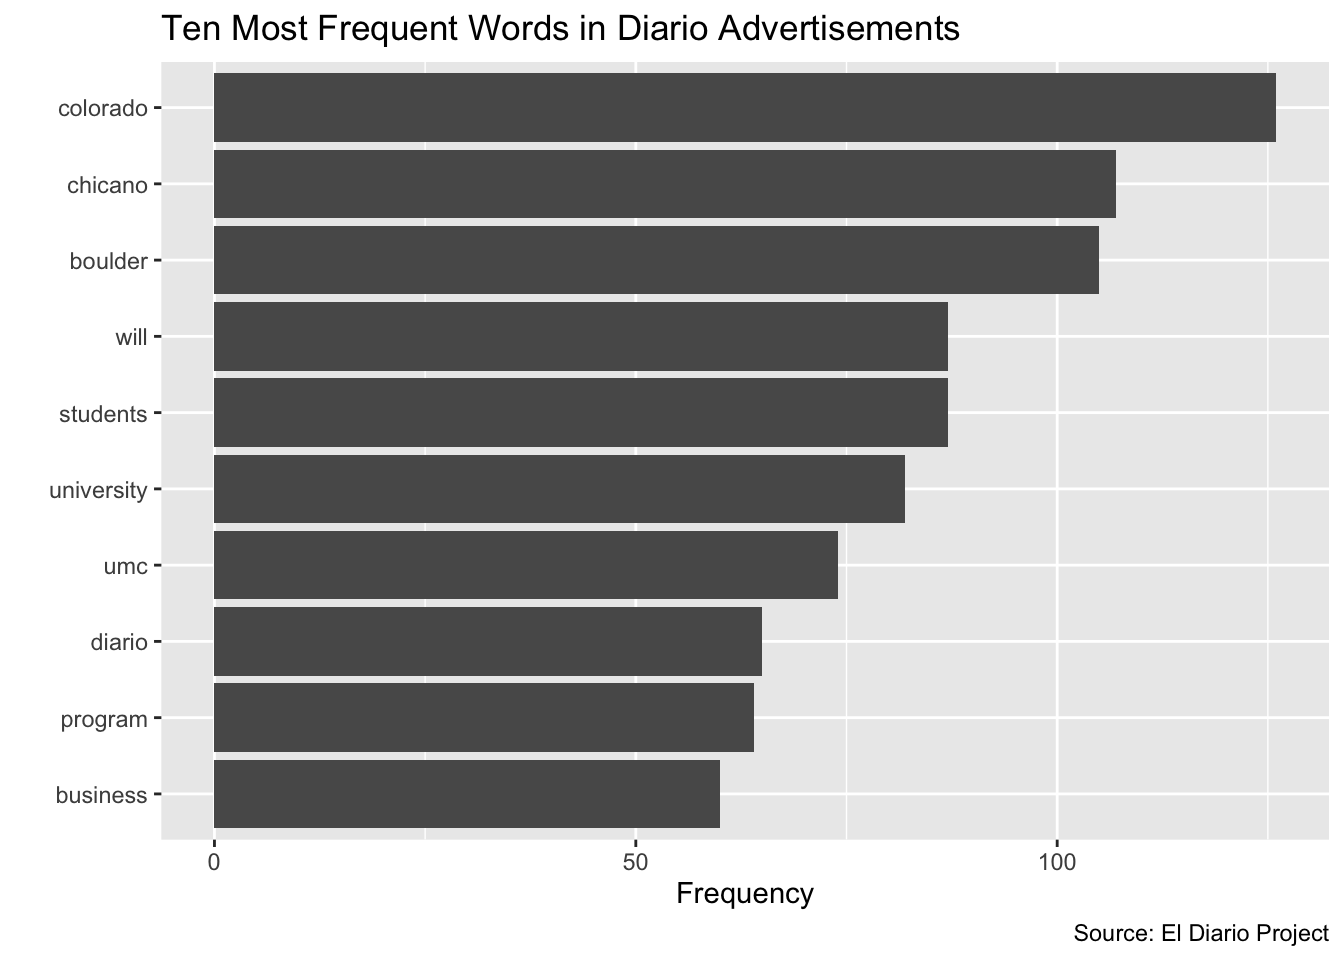 Ten Most Frequent Words in Diario Advertisements
colorado
chicano
boulder
will
students
university
umc
diario
program
business
0 50 100
Frequency
Source: El Diario Project